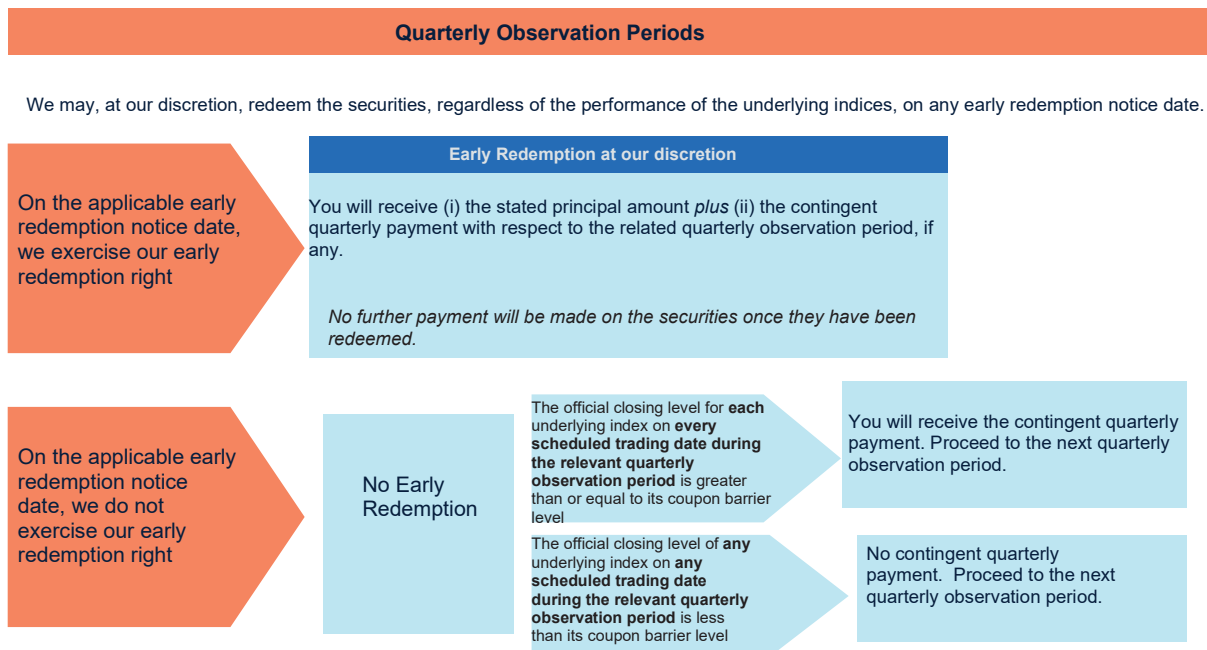 Quarterly Observation Periods
We may, at our discretion, redeem the securities, regardless of the performance of the underlying indices, on any early redemption notice date.
On the applicable early
redemption notice date,
we exercise our early
redemption right
Early Redemption at our discretion
You will receive (i) the stated principal amount plus (ii) the contingent
quarterly payment with respect to the related quarterly observation period, if
any.
No further payment will be made on the securities once they have been
redeemed.
On the applicable early
redemption notice
date, we do not
exercise our early
redemption right
No Early
Redemption
The official closing level for each
underlying index on every
scheduled trading date during
the relevant quarterly
observation period is greater
than or equal to its coupon barrier
level
You will receive the contingent quarterly
payment. Proceed to the next quarterly
observation period.
The official closing level of any
underlying index on any
scheduled trading date
during the relevant quarterly
observation period is less
than its coupon barrier level
No contingent quarterly
payment. Proceed to the next
quarterly observation period.